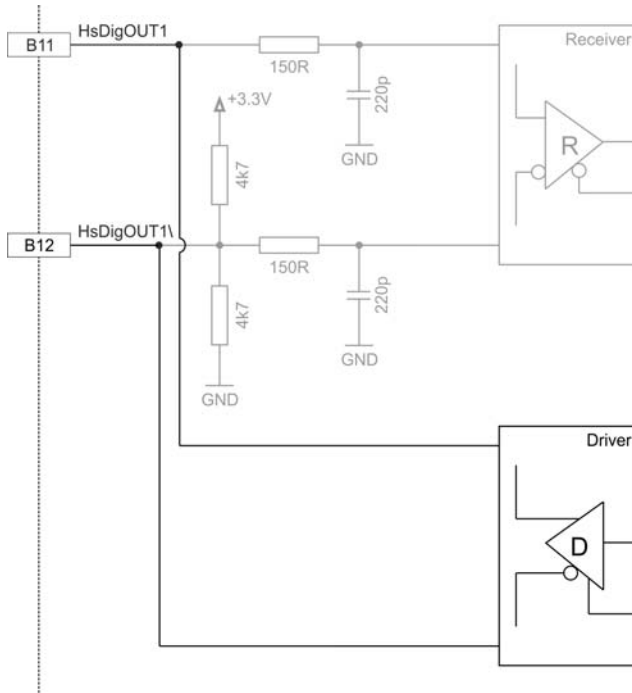 HsDigOUT1
B11
Receiver
150R
220p
+3.3V
GND
4k7
R
HsDigOUT1\
B12
150R
220p
4k7
GND
GND
Driver
D